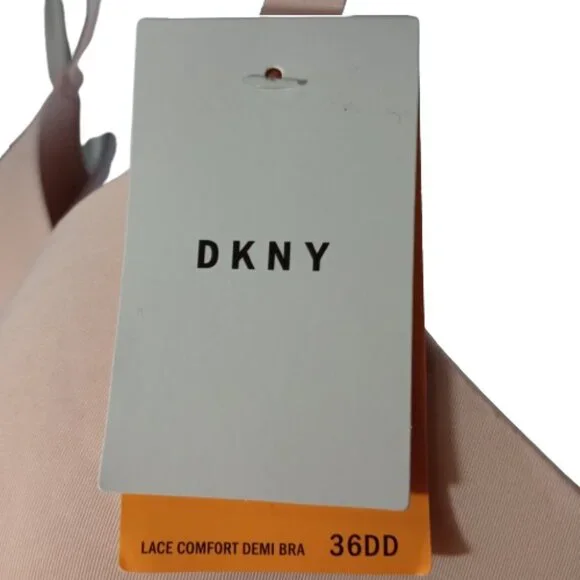 DKNY
LACE COMFORT DEMI BRA 36DD